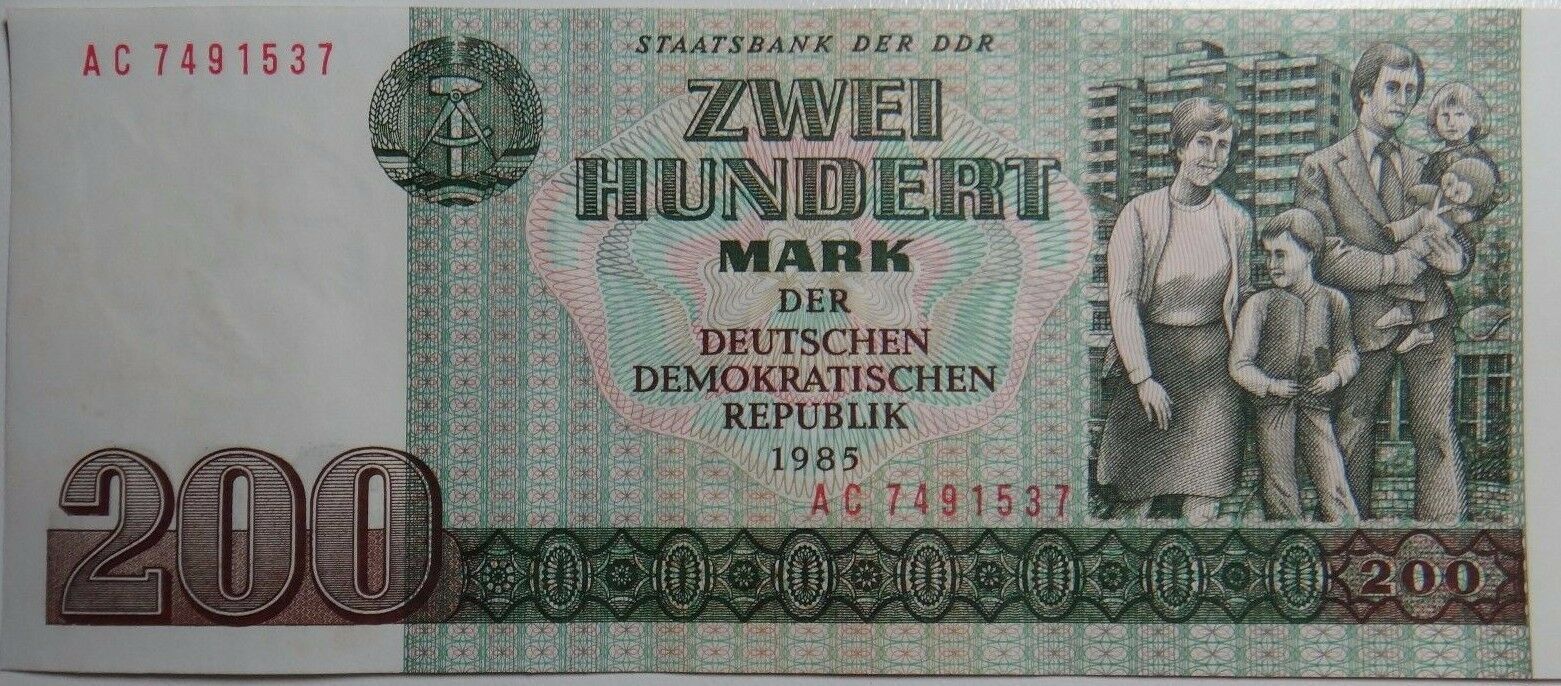 AC 7491537
STAATSBANK DER DDR
ZWEI
HUNDERT
MARK
DER
DEUTSCHEN
DEMOKRATISCHEN
REPUBLIK
1985
AC 7491537
200
200